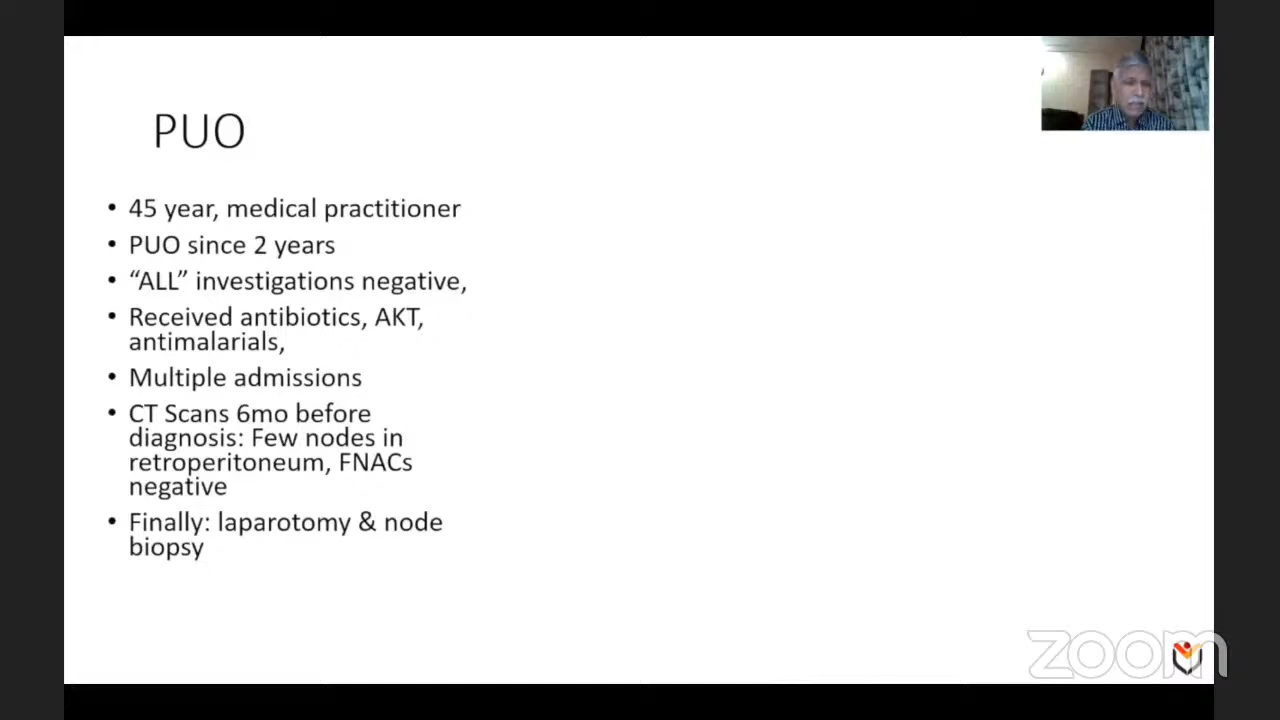 PUO
• 45 year, medical practitioner
• PUO since 2 years
• “ALL” investigations negative,
• Received antibiotics, AKT,
antimalarials,
• Multiple admissions
• CT Scans 6mo before
diagnosis: Few nodes in
retroperitoneum, FNACs
negative
• Finally: laparotomy & node
biopsy
zoom